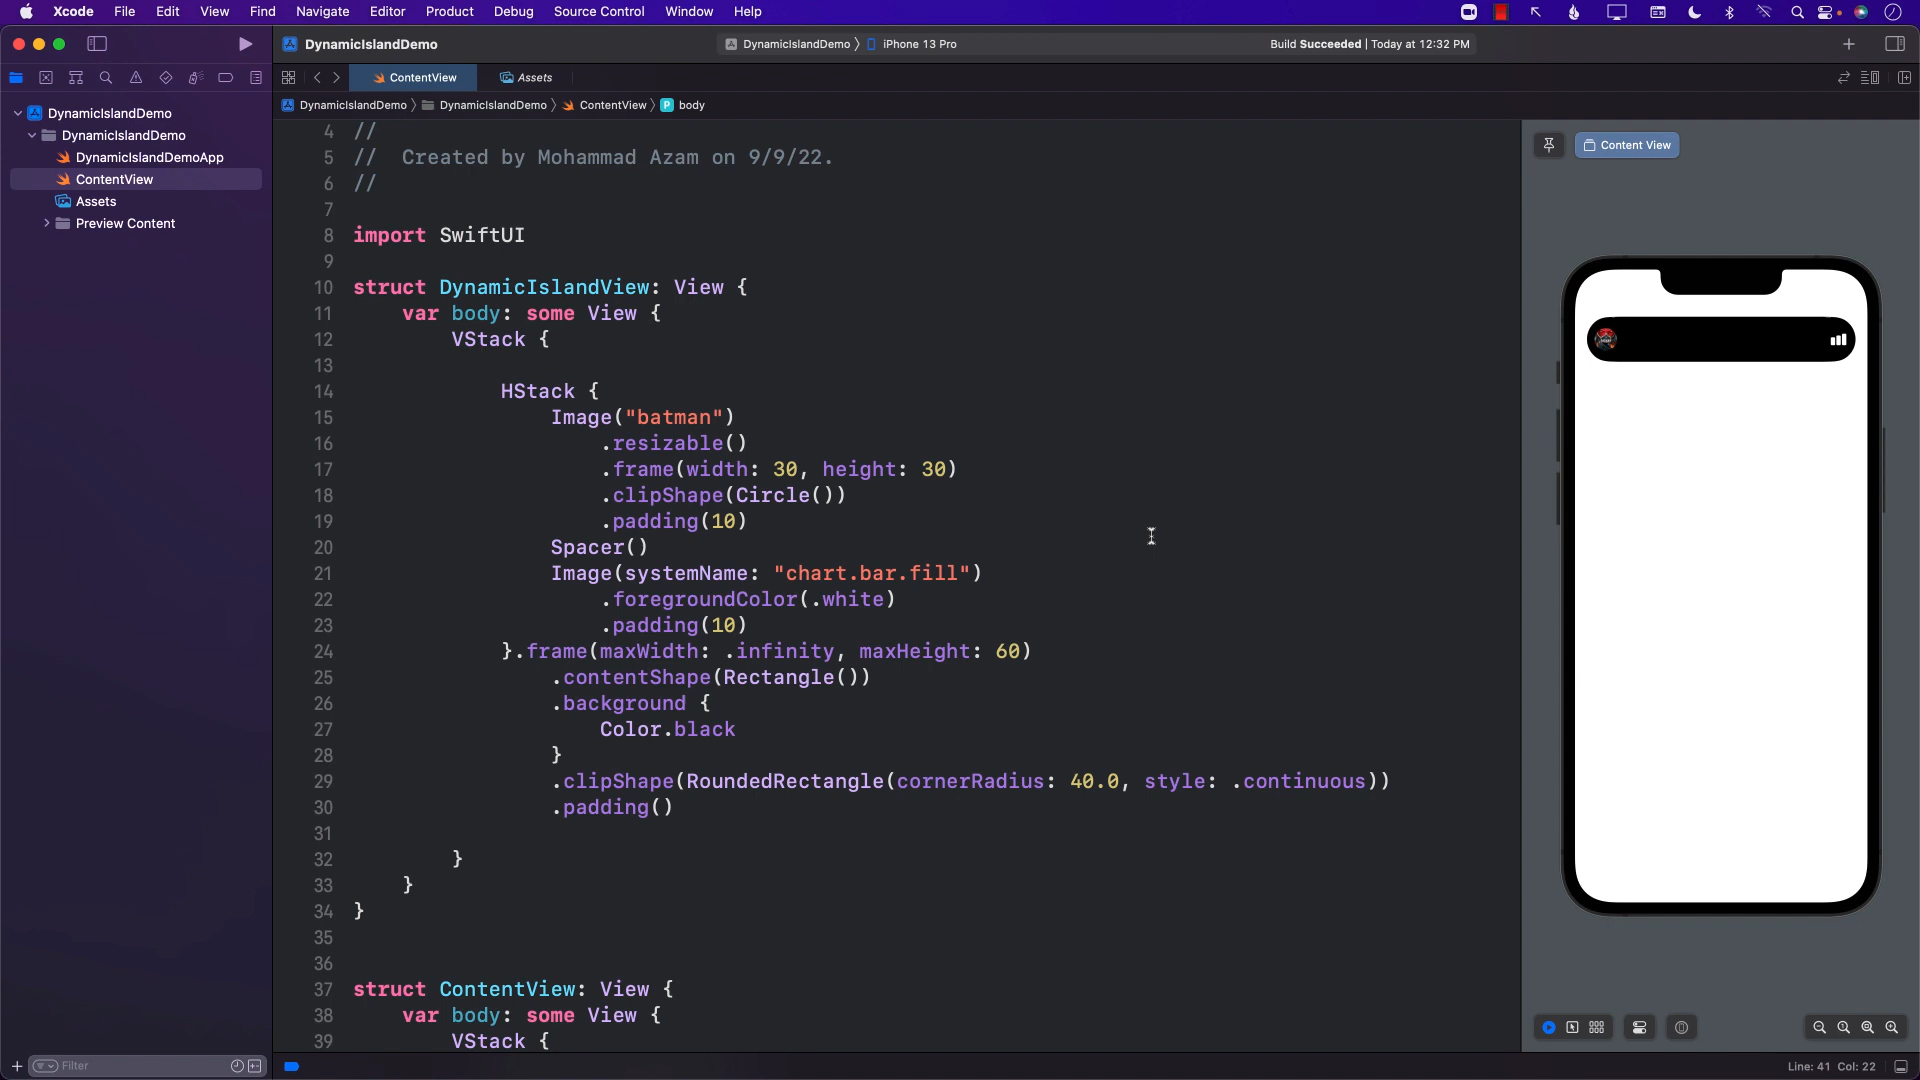 Xcode File Edit View Find Navigate Editor Product Debug Source Control Window Help
DynamicIslandDemo
DynamicIslandDemo 〉 iPhone 13 Pro
Build Succeeded | Today at 12:32 PM
ContentView
Assets
DynamicIslandDemo 〉 DynamicIslandDemo 〉 ContentView 〉 P body
DynamicIslandDemo
DynamicIslandDemo
DynamicIslandDemoApp
ContentView
Assets
Preview Content
4 //
5 //  Created by Mohammad Azam on 9/9/22.
6 //
7
8 import SwiftUI
9
10 struct DynamicIslandView: View {
11     var body: some View {
12         VStack {
13
14             HStack {
15                 Image("batman")
16                     .resizable()
17                     .frame(width: 30, height: 30)
18                     .clipShape(Circle())
19                     .padding(10)
20                 Spacer()
21                 Image(systemName: "chart.bar.fill")
22                     .foregroundColor(.white)
23                     .padding(10)
24             }.frame(maxWidth: .infinity, maxHeight: 60)
25                 .contentShape(Rectangle())
26                 .background {
27                     Color.black
28                 }
29                 .clipShape(RoundedRectangle(cornerRadius: 40.0, style: .continuous))
30                 .padding()
31
32         }
33     }
34 }
35
36
37 struct ContentView: View {
38     var body: some View {
39         VStack {
Content View
Filter
Line: 41 Col: 22